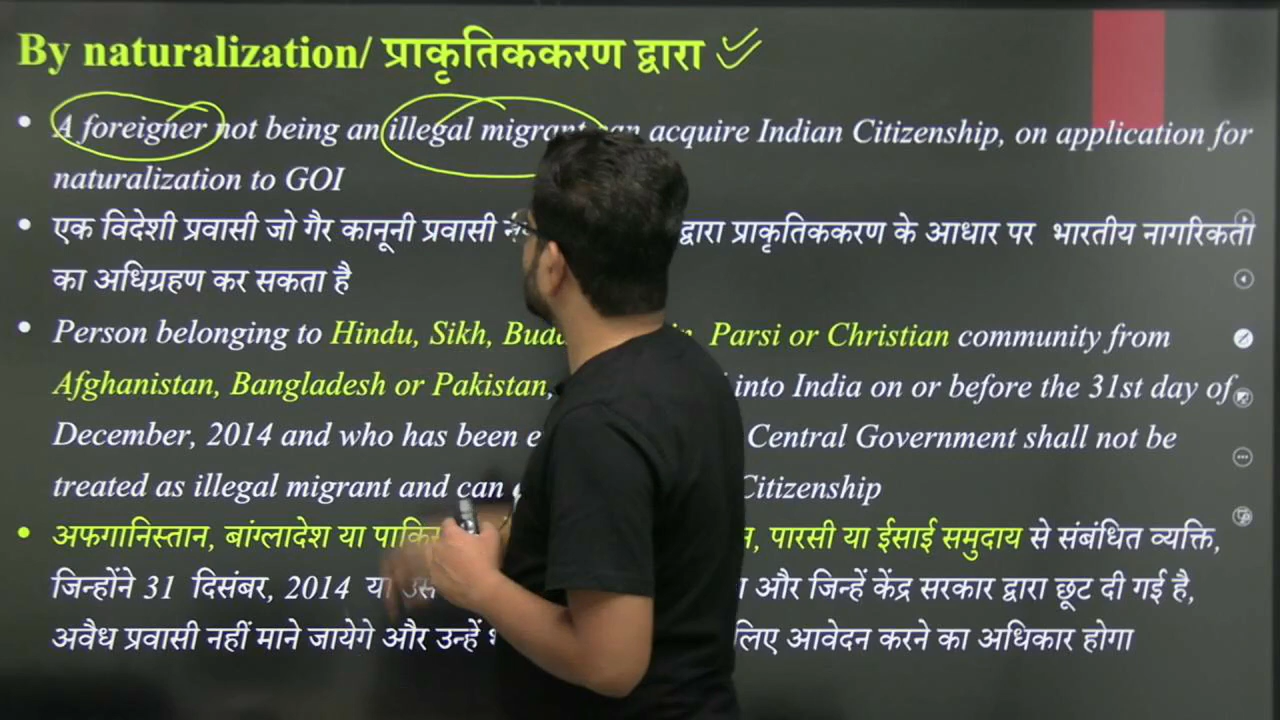 By naturalization/ प्राकृतिककरण द्वारा
A foreigner not being an illegal migrant can acquire Indian Citizenship, on application for
naturalization to GOI
एक विदेशी प्रवासी जो गैर कानूनी प्रवासी द्वारा प्राकृतिककरण के आधार पर भारतीय नागरिकता
का अधिग्रहण कर सकता है
Person belonging to Hindu, Sikh, Parsi or Christian community from
Afghanistan, Bangladesh or Pakistan, into India on or before the 31st day of
December, 2014 and who has been Central Government shall not be
treated as illegal migrant and can Citizenship
अफगानिस्तान, बांग्लादेश या पारसी या ईसाई समुदाय से संबंधित व्यक्ति,
जिन्होंने 31 दिसंबर, 2014 या और जिन्हें केंद्र सरकार द्वारा छूट दी गई है,
अवैध प्रवासी नहीं माने जायेगे और उन्हें लिए आवेदन करने का अधिकार होगा